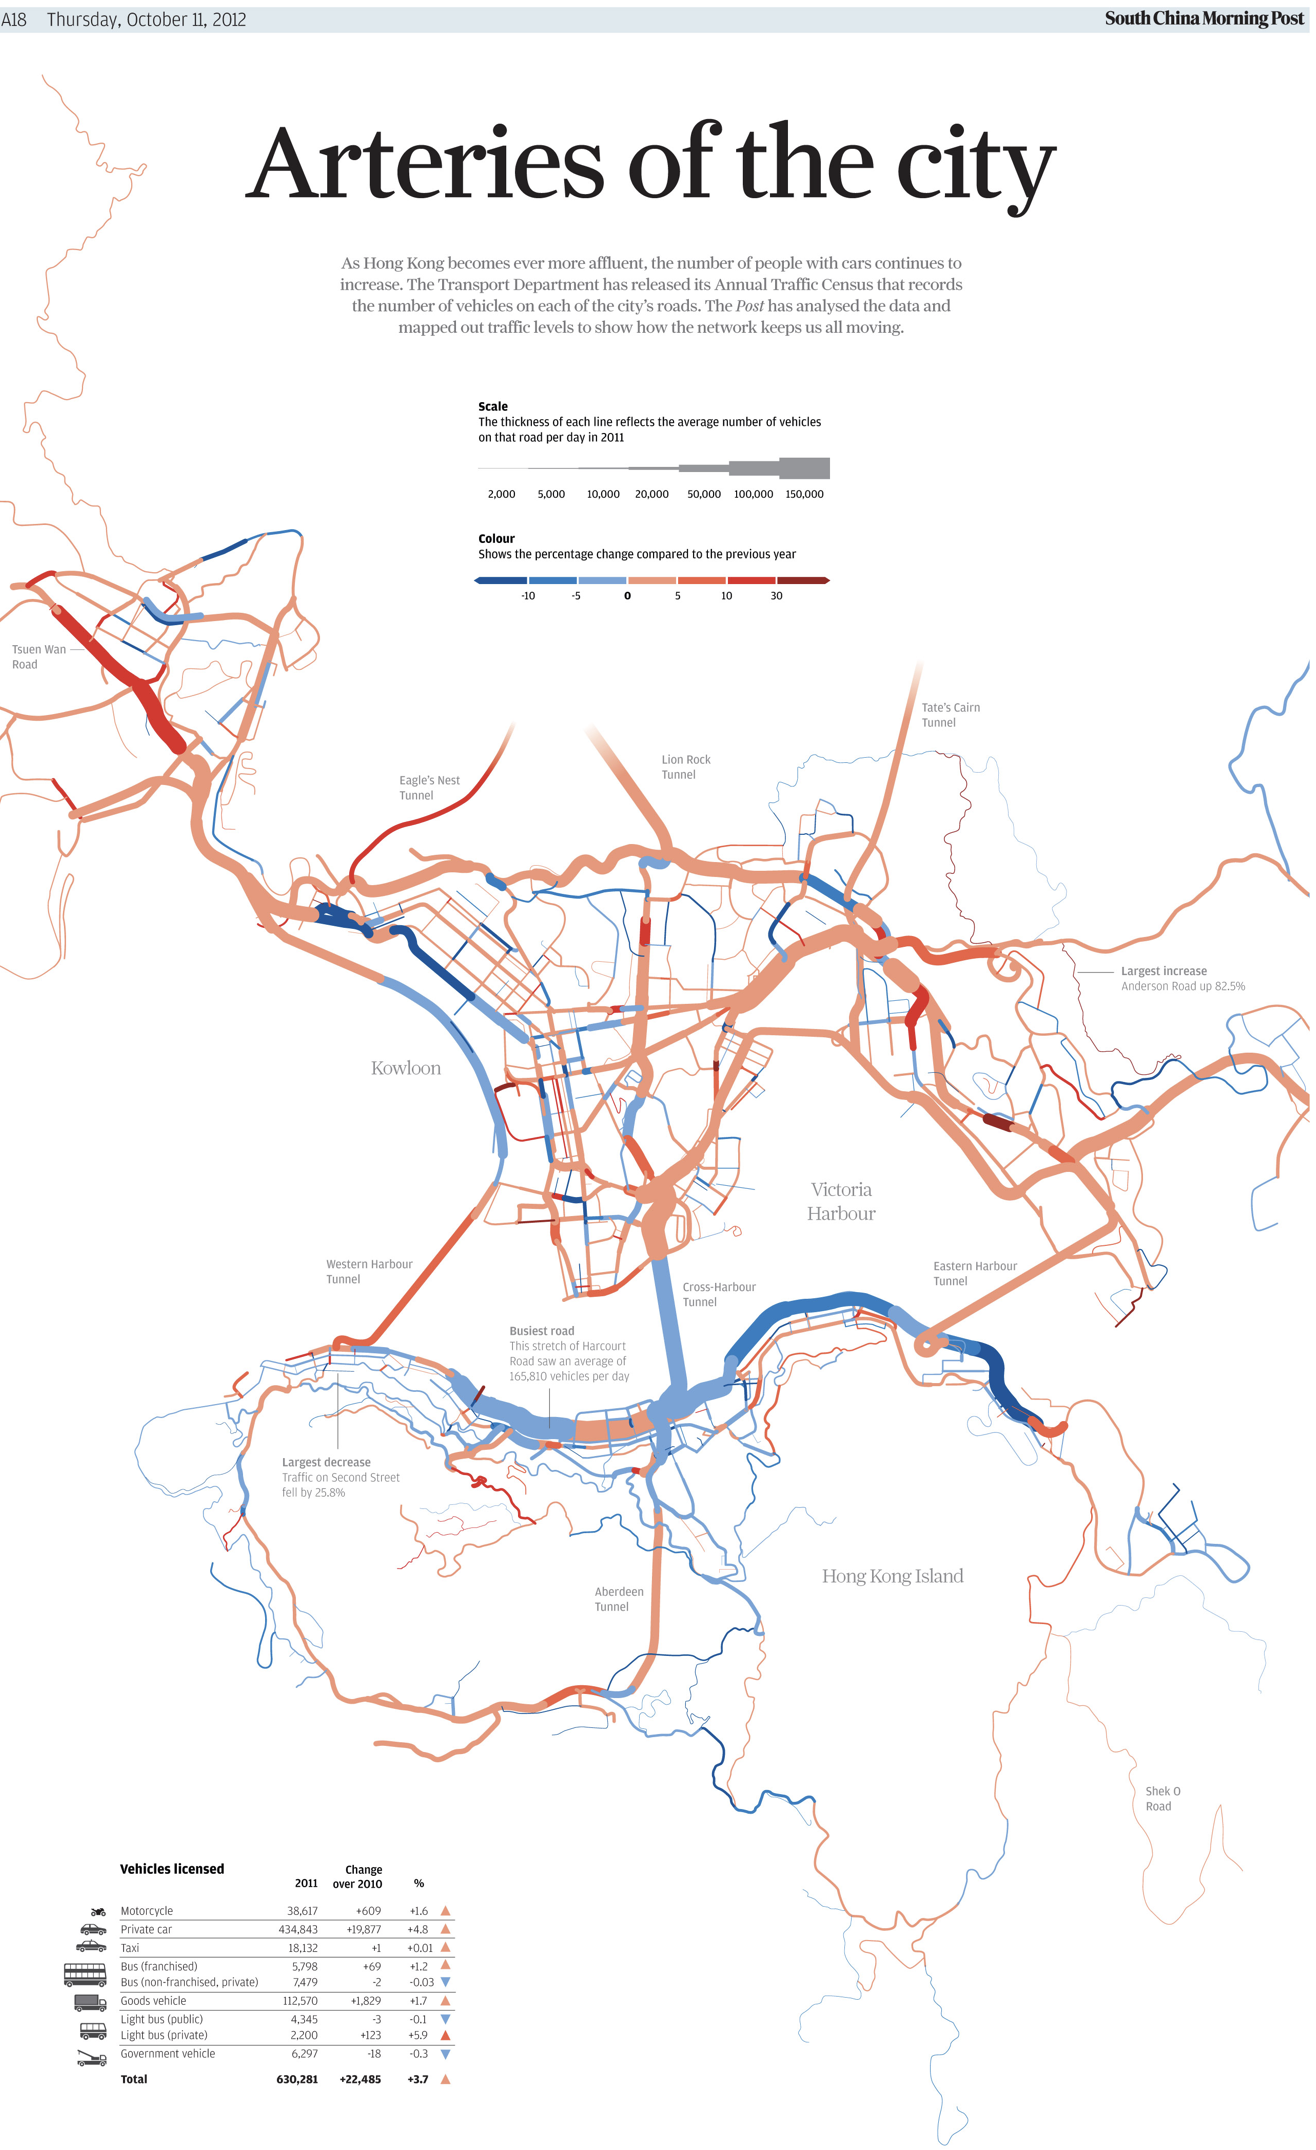 A18 Thursday, October 11, 2012
South China Morning Post
Arteries of the city
As Hong Kong becomes ever more affluent, the number of people with cars continues to
increase. The Transport Department has released its Annual Traffic Census that records
the number of vehicles on each of the city's roads. The Post has analysed the data and
mapped out traffic levels to show how the network keeps us all moving.
Scale
The thickness of each line reflects the average number of vehicles
on that road per day in 2011
2,000 5,000 10,000 20,000 50,000 100,000 150,000
Colour
Shows the percentage change compared to the previous year
-10 -5 0 5 10 30
Tsuen Wan
Road
Tate's Cairn
Tunnel
Lion Rock
Tunnel
Eagle's Nest
Tunnel
Largest increase
Anderson Road up 82.5%
Kowloon
Victoria
Harbour
Western Harbour
Tunnel
Eastern Harbour
Tunnel
Cross-Harbour
Tunnel
Busiest road
This stretch of Harcourt
Road saw an average of
165,810 vehicles per day
Largest decrease
Traffic on Second Street
fell by 25.8%
Hong Kong Island
Aberdeen
Tunnel
Shek O
Road
Vehicles licensed 2011 Change over 2010 %
Motorcycle 38,617 +609 +1.6
Private car 434,843 +19,877 +4.8
Taxi 18,132 +1 +0.01
Bus (franchised) 5,798 +69 +1.2
Bus (non-franchised, private) 7,479 -2 -0.03
Goods vehicle 112,570 +1,829 +1.7
Light bus (public) 4,345 -3 -0.1
Light bus (private) 2,200 +123 +5.9
Government vehicle 6,297 -18 -0.3
Total 630,281 +22,485 +3.7